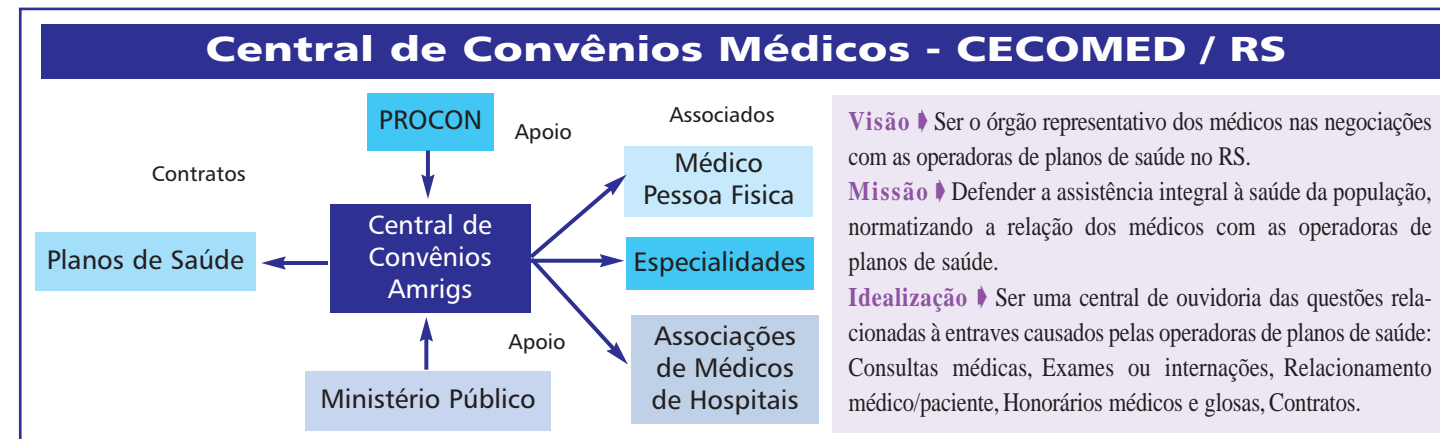 Central de Convênios Médicos - CECOMED / RS
PROCON
Apoio
Associados
Contratos
Médico
Pessoa Fisica
Planos de Saúde
Central de
Convênios
Amrigs
Especialidades
Apoio
Ministério Público
Associações
de Médicos
de Hospitais
Visão ➧ Ser o órgão representativo dos médicos nas negociações
com as operadoras de planos de saúde no RS.
Missão ➧ Defender a assistência integral à saúde da população,
normatizando a relação dos médicos com as operadoras de
planos de saúde.
Idealização ➧ Ser uma central de ouvidoria das questões rela-
cionadas à entraves causados pelas operadoras de planos de saúde:
Consultas médicas, Exames ou internações, Relacionamento
médico/paciente, Honorários médicos e glosas, Contratos.